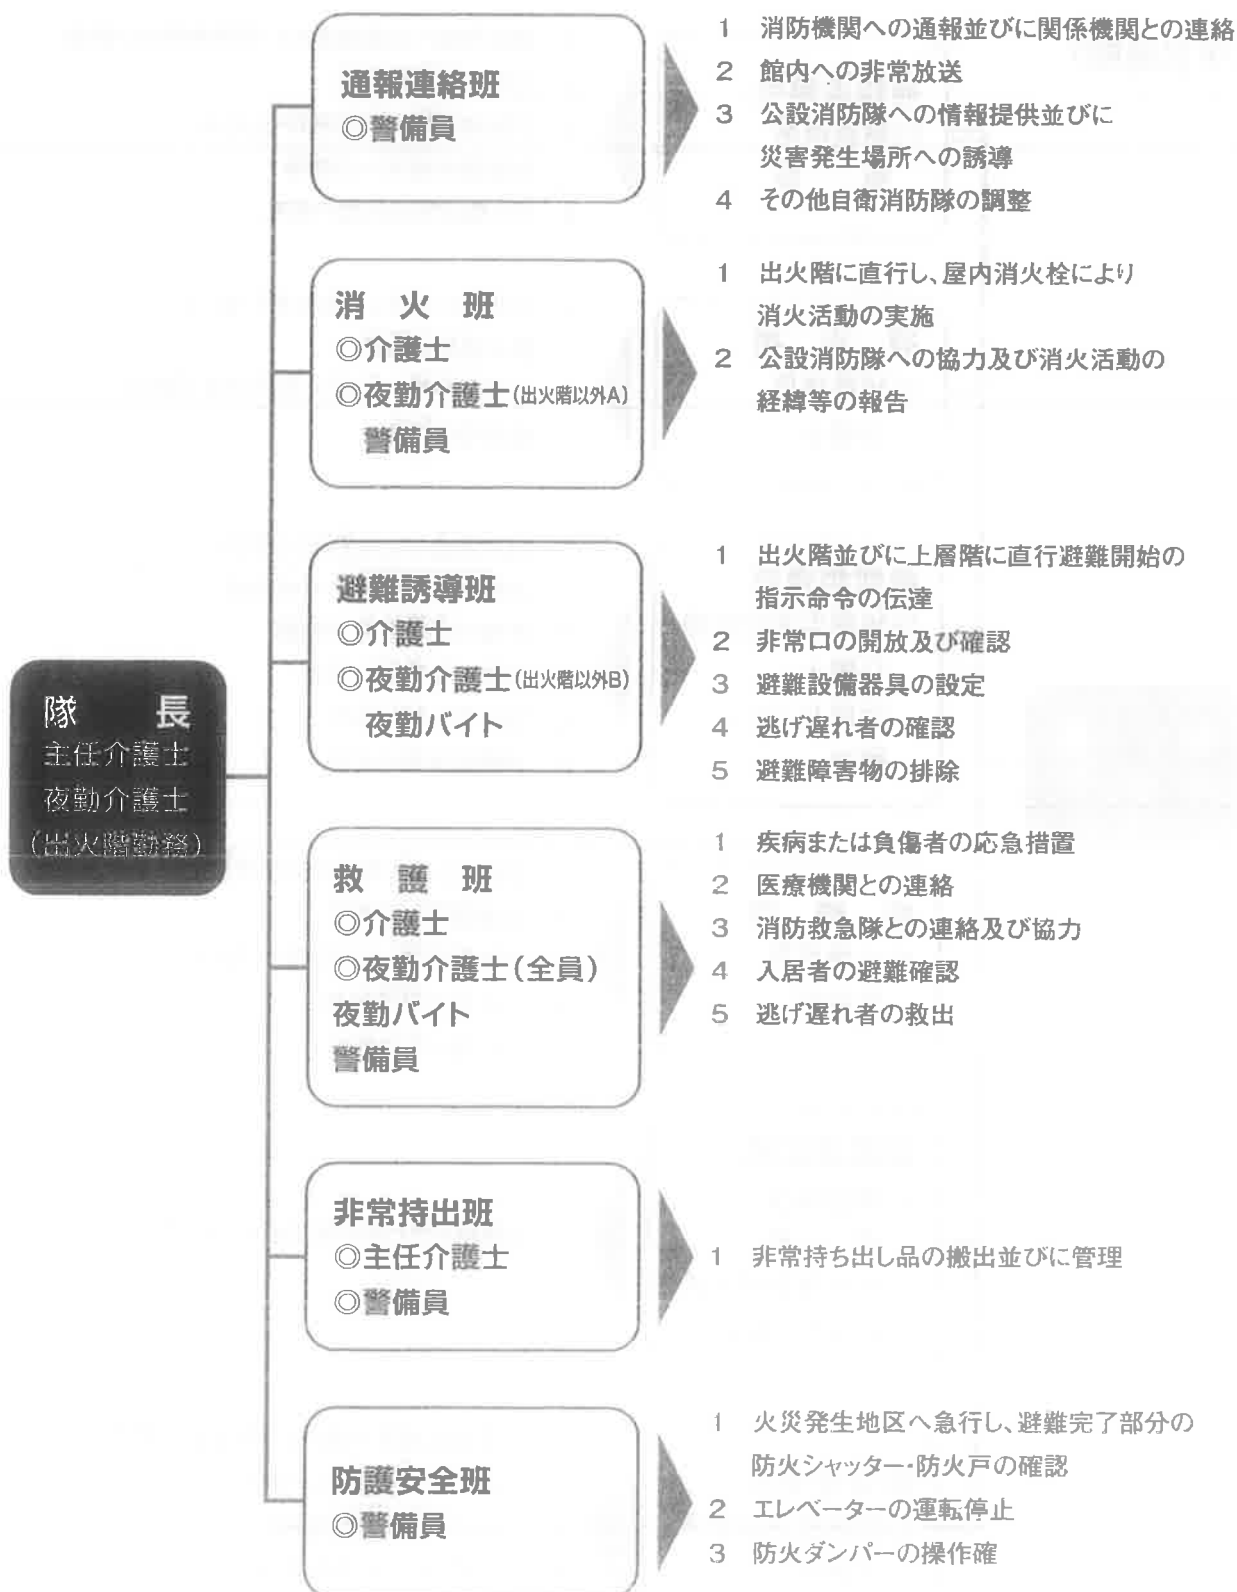 通報連絡班
◎警備員
1 消防機関への通報並びに関係機関との連絡
2 館内への非常放送
3 公設消防隊への情報提供並びに
災害発生場所への誘導
4 その他自衛消防隊の調整
消 火 班
◎介護士
◎夜勤介護士(出火階以外A)
警備員
1 出火階に直行し、屋内消火栓により
消火活動の実施
2 公設消防隊への協力及び消火活動の
経緯等の報告
避難誘導班
◎介護士
◎夜勤介護士(出火階以外B)
夜勤バイト
1 出火階並びに上層階に直行避難開始の
指示命令の伝達
2 非常口の開放及び確認
3 避難設備器具の設定
4 逃げ遅れ者の確認
5 避難障害物の排除
隊 長
主任介護士
夜勤介護士
(出火階勤務)
救 護 班
◎介護士
◎夜勤介護士(全員)
夜勤バイト
警備員
1 疾病または負傷者の応急措置
2 医療機関との連絡
3 消防救急隊との連絡及び協力
4 入居者の避難確認
5 逃げ遅れ者の救出
非常持出班
◎主任介護士
◎警備員
1 非常持ち出し品の搬出並びに管理
防護安全班
◎警備員
1 火災発生地区へ急行し、避難完了部分の
防火シャッター・防火戸の確認
2 エレベーターの運転停止
3 防火ダンパーの操作確